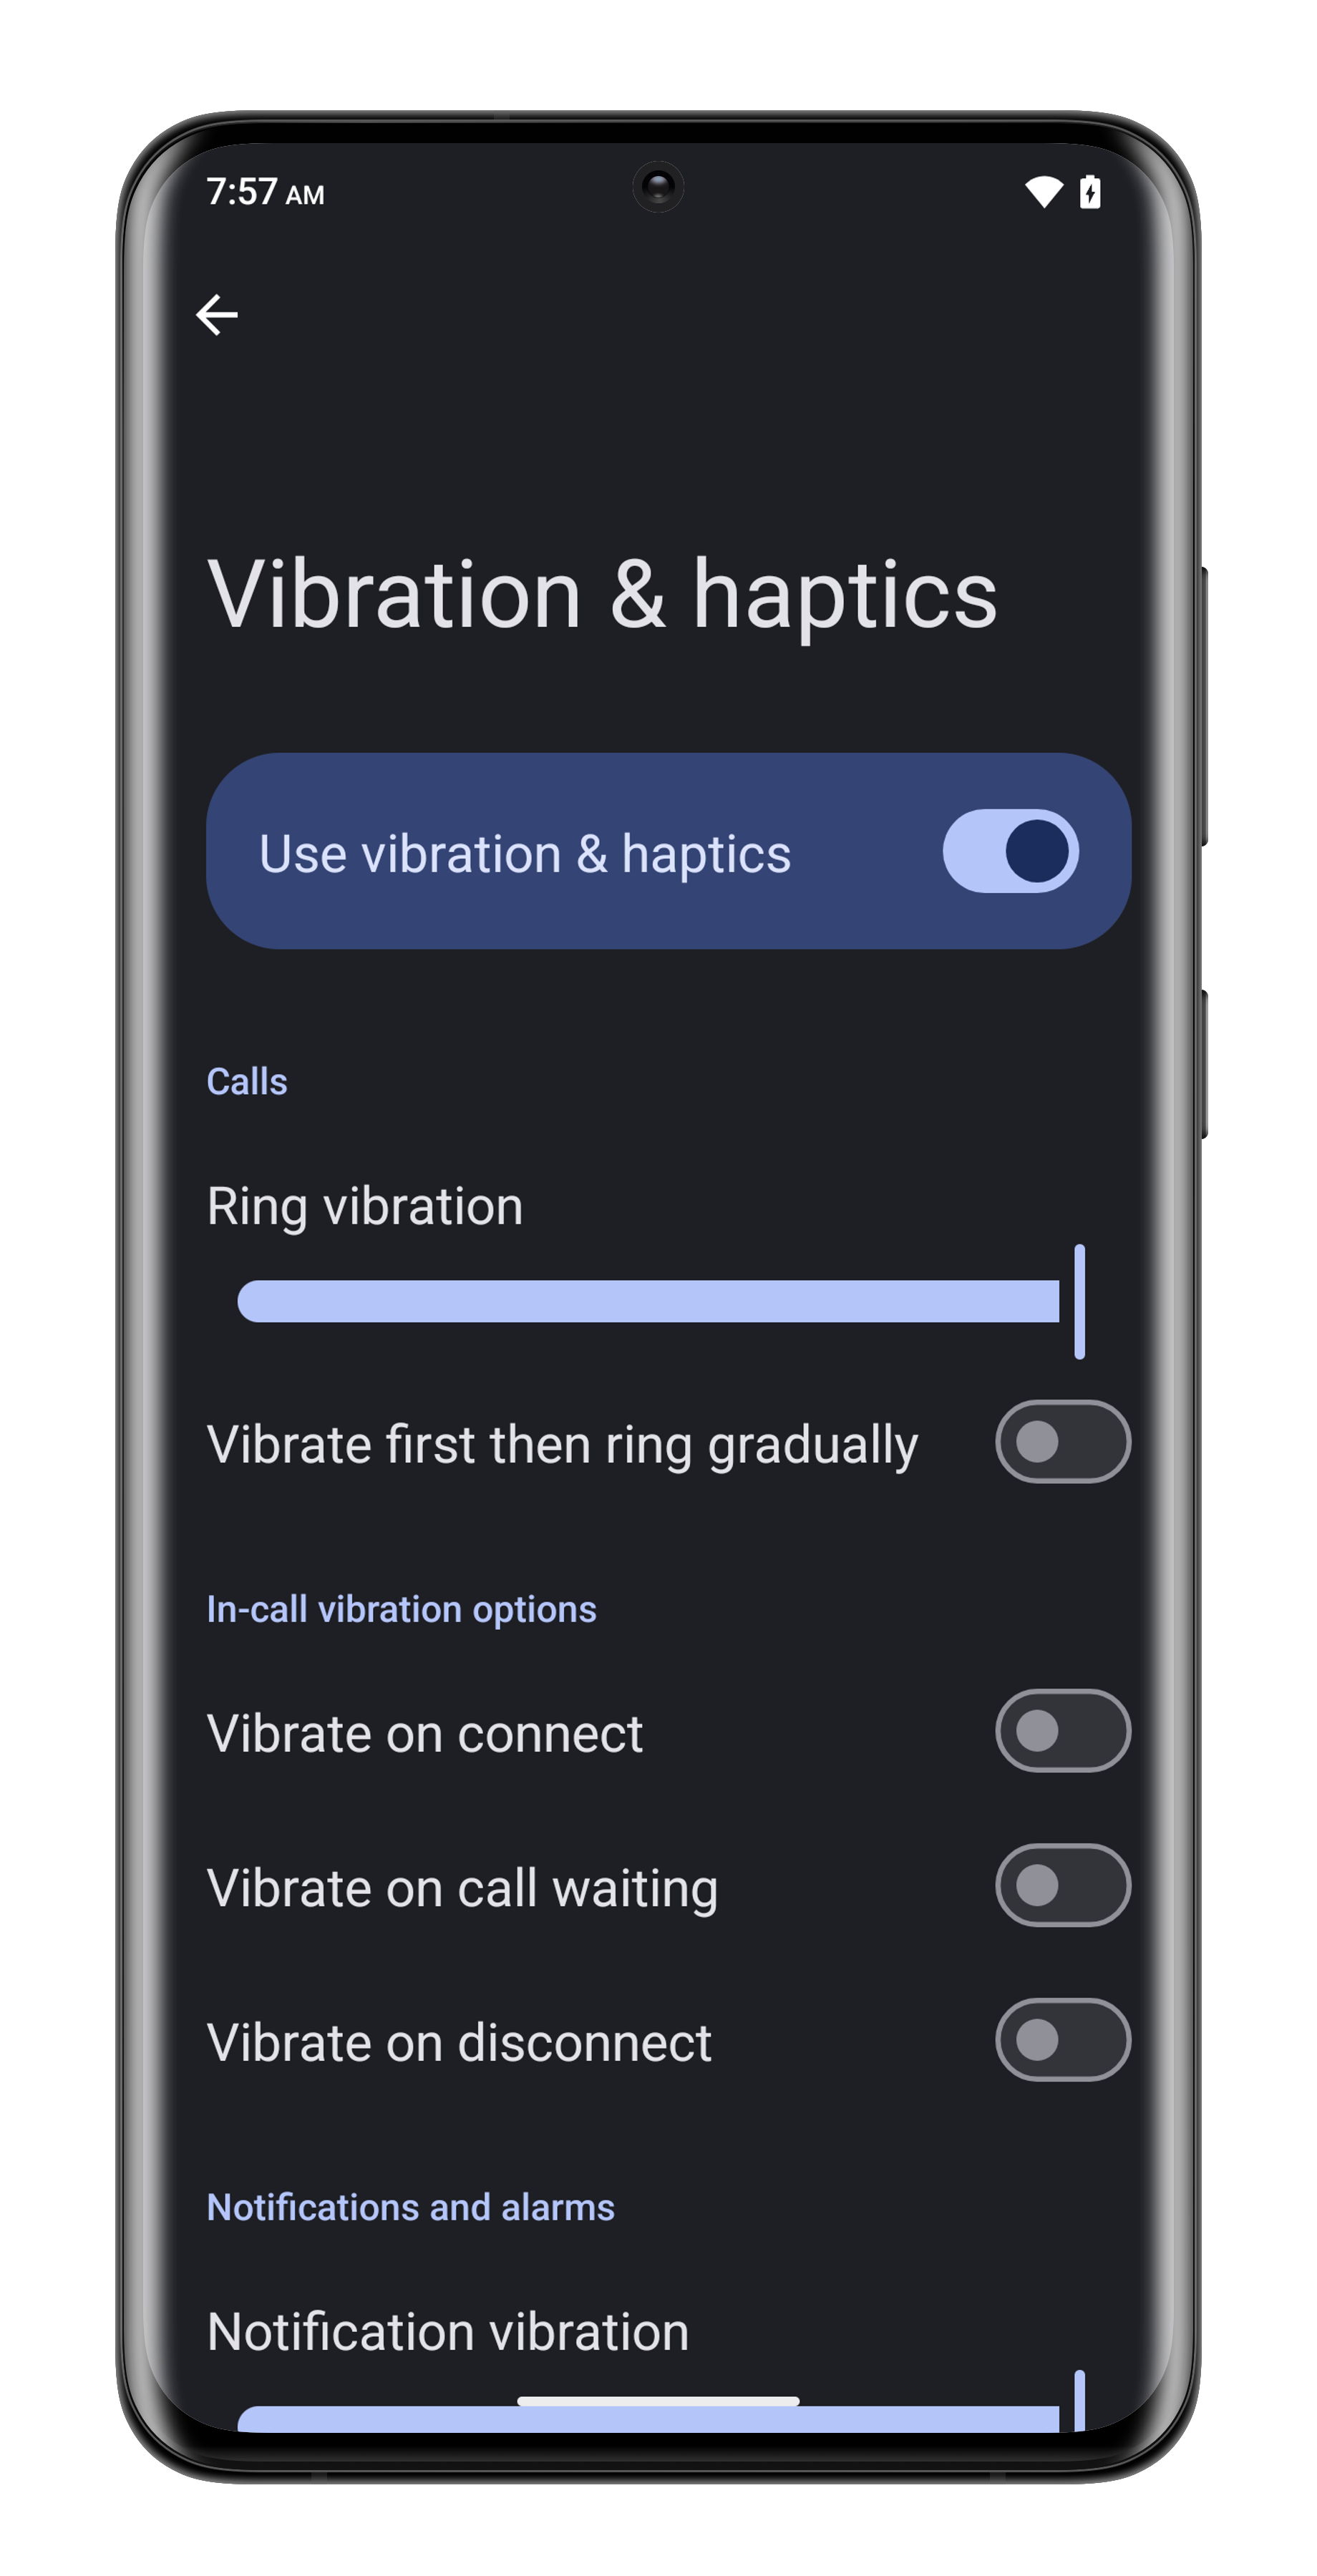 7:57 AM
Vibration & haptics
Use vibration & haptics
Calls
Ring vibration
Vibrate first then ring gradually
In-call vibration options
Vibrate on connect
Vibrate on call waiting
Vibrate on disconnect
Notifications and alarms
Notification vibration